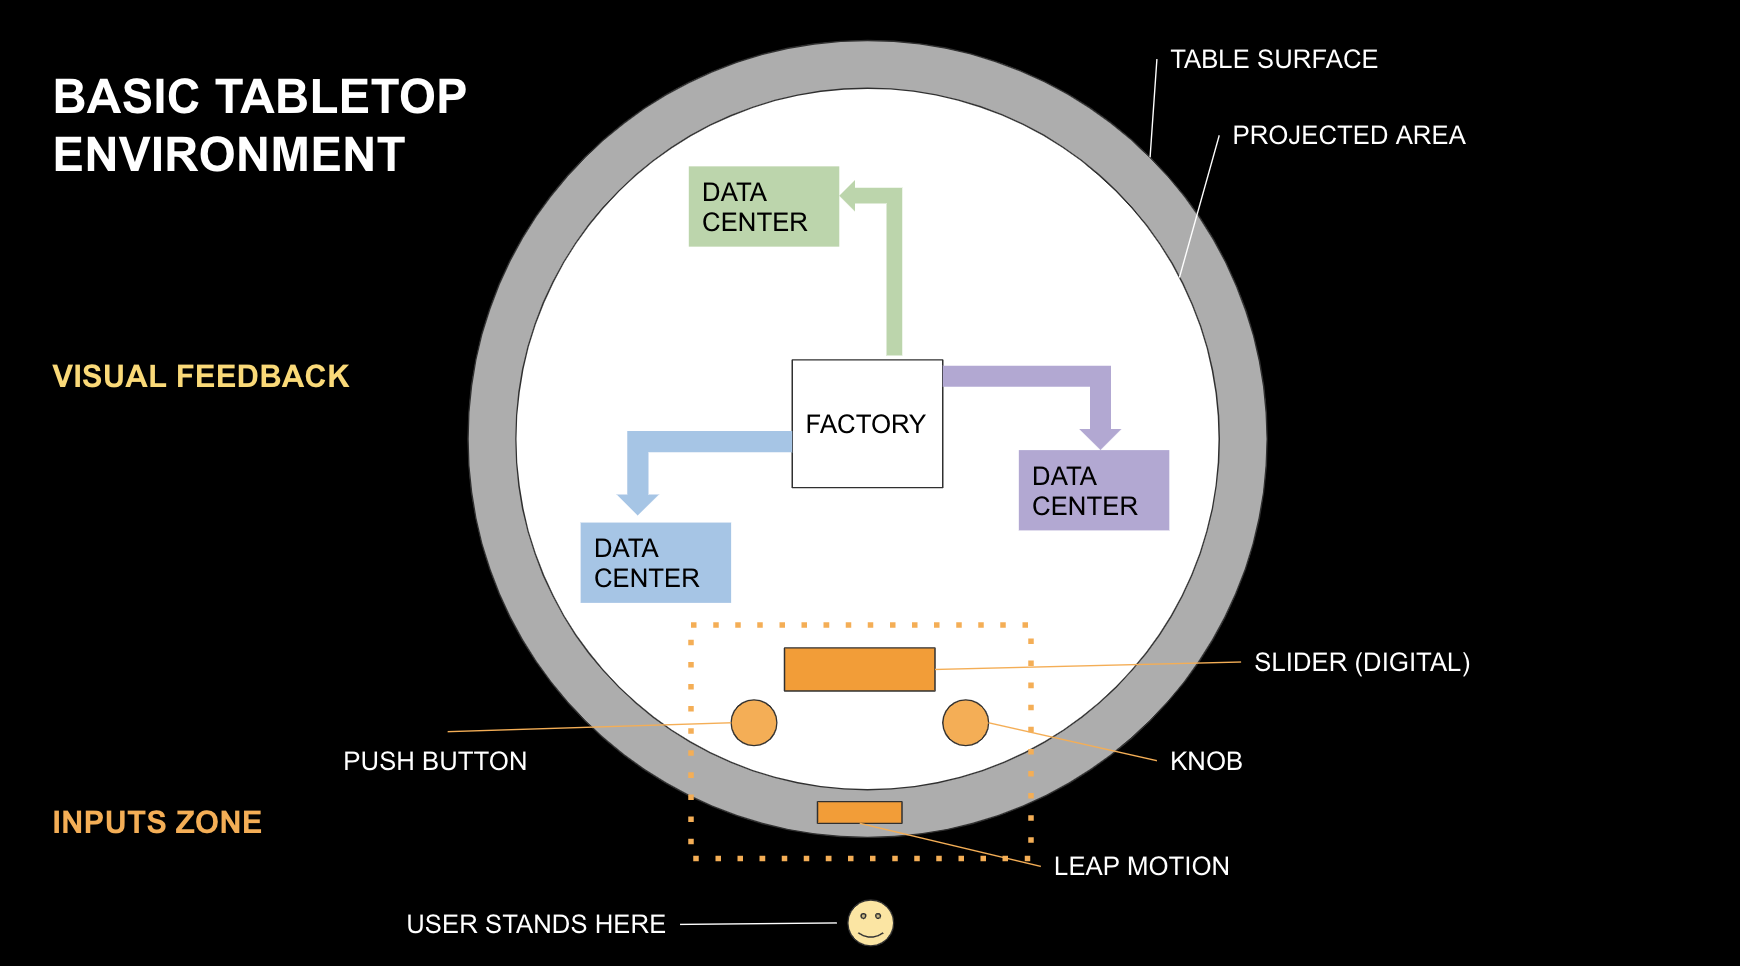 BASIC TABLETOP
ENVIRONMENT
TABLE SURFACE
PROJECTED AREA
DATA
CENTER
VISUAL FEEDBACK
FACTORY
DATA
CENTER
DATA
CENTER
SLIDER (DIGITAL)
PUSH BUTTON
KNOB
INPUTS ZONE
LEAP MOTION
USER STANDS HERE